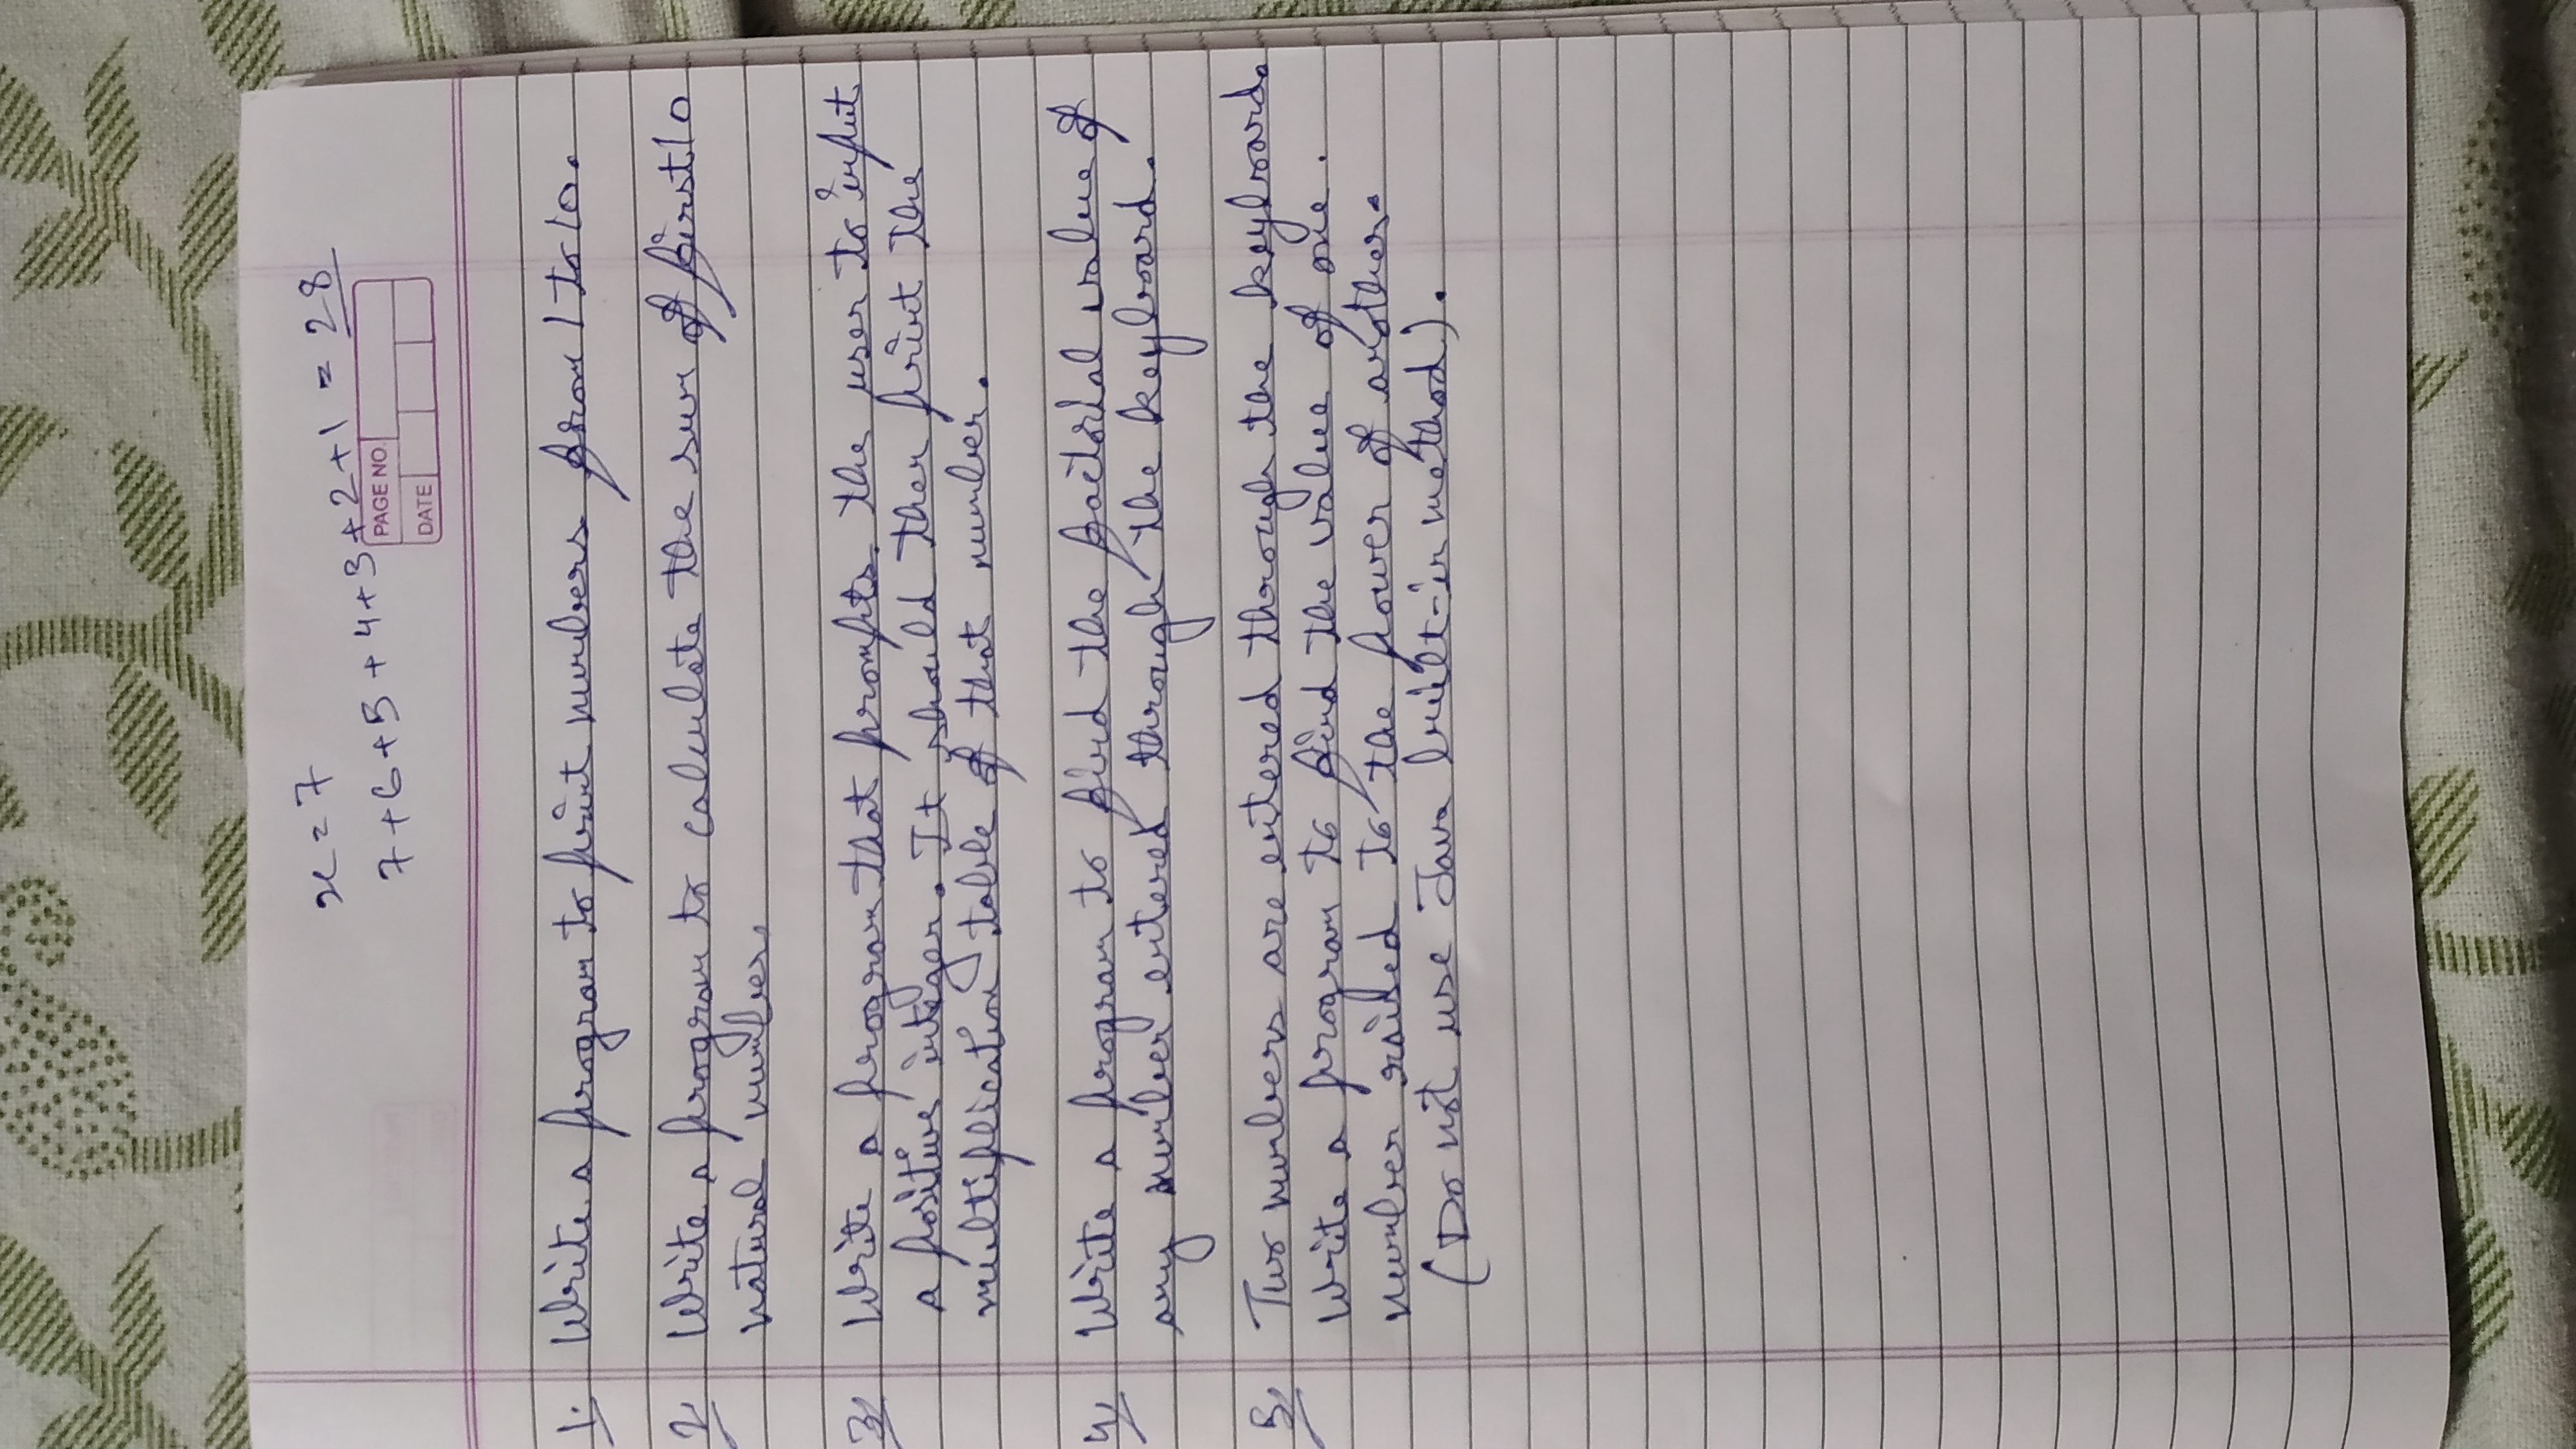 x = 7
7 + 6 + 5 + 4 + 3 + 2 + 1 = 28
PAGE NO.
DATE
1. Write a program to print numbers from 1 to 10.
2. Write a program to calculate the sum of first 10
natural number.
3. Write a program that prompts the user to input
a positive integer. It should then print the
multiplication table of that number.
4. Write a program to find the factorial value of
any number entered through the keyboard.
5. Two numbers are entered through the keyboard.
Write a program to find the value of one.
number raised to the power of another.
(Do not use Java built-in method).